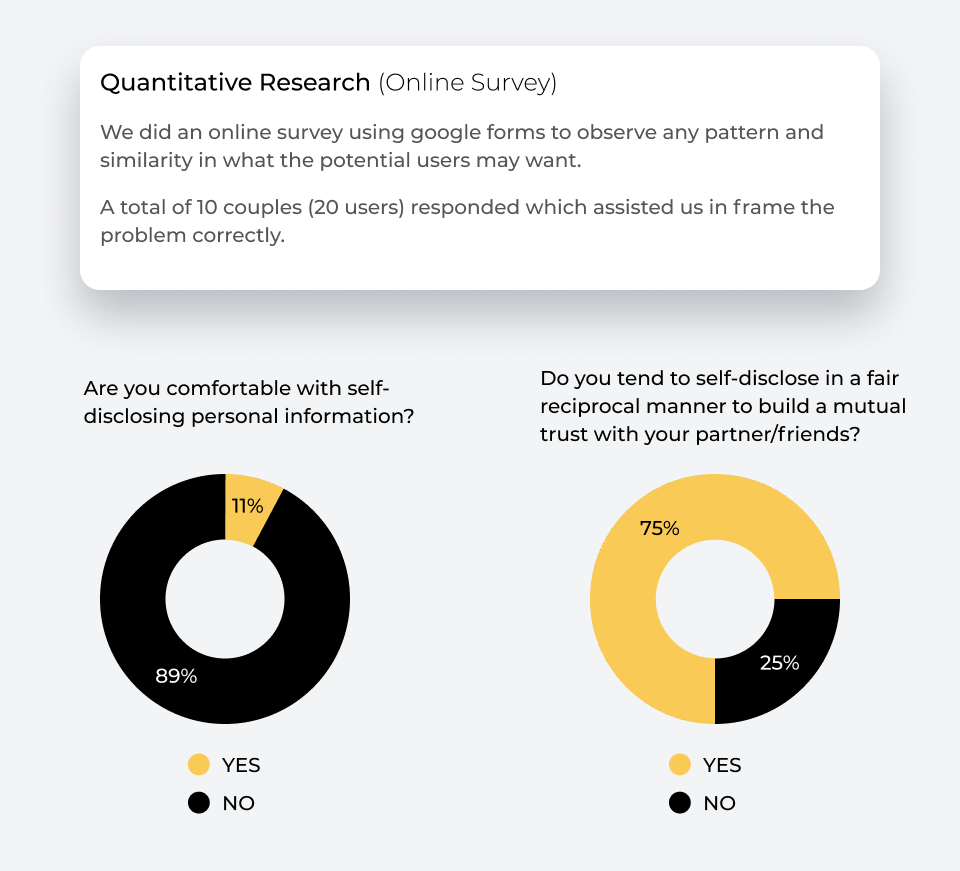 Quantitative Research (Online Survey)
We did an online survey using google forms to observe any pattern and
similarity in what the potential users may want.
A total of 10 couples (20 users) responded which assisted us in frame the
problem correctly.
Are you comfortable with self-
disclosing personal information?
11%
89%
YES
NO
Do you tend to self-disclose in a fair
reciprocal manner to build a mutual
trust with your partner/friends?
75%
25%
YES
NO